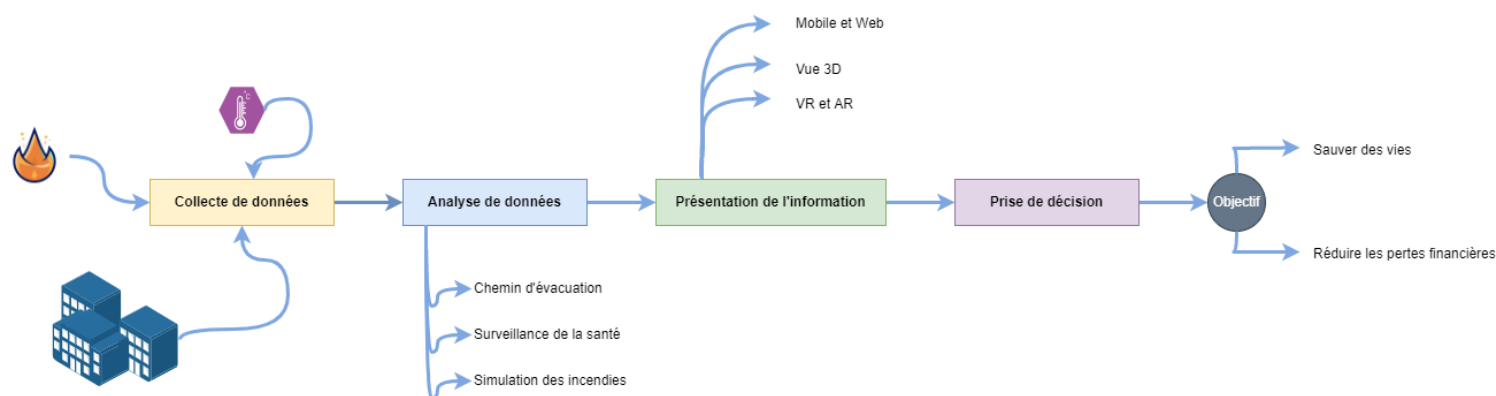 Mobile et Web
Vue 3D
VR et AR
Collecte de données
Analyse de données
Présentation de l'information
Prise de décision
Objectif
Sauver des vies
Réduire les pertes financières
Chemin d'évacuation
Surveillance de la santé
Simulation des incendies